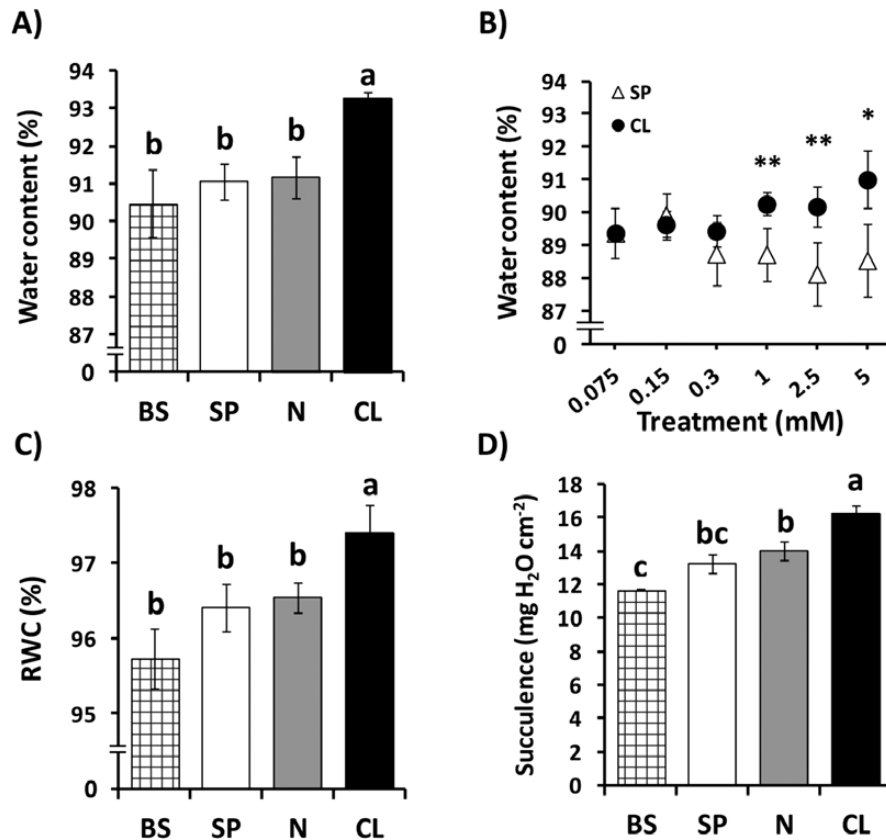 A)
Water content (%)
94
93
92
91
90
89
88
87
0
b
b
b
a
BS SP N CL
B)
Water content (%)
94
93
92
91
90
89
88
87
0
△ SP
● CL
**
**
*
0.075 0.15 0.3 1 2.5 5
Treatment (mM)
C)
RWC (%)
98
97
96
95
0
b
b
b
a
BS SP N CL
D)
Succulence (mg H₂O cm⁻²)
18
16
14
12
10
8
6
4
2
0
c
bc
b
a
BS SP N CL